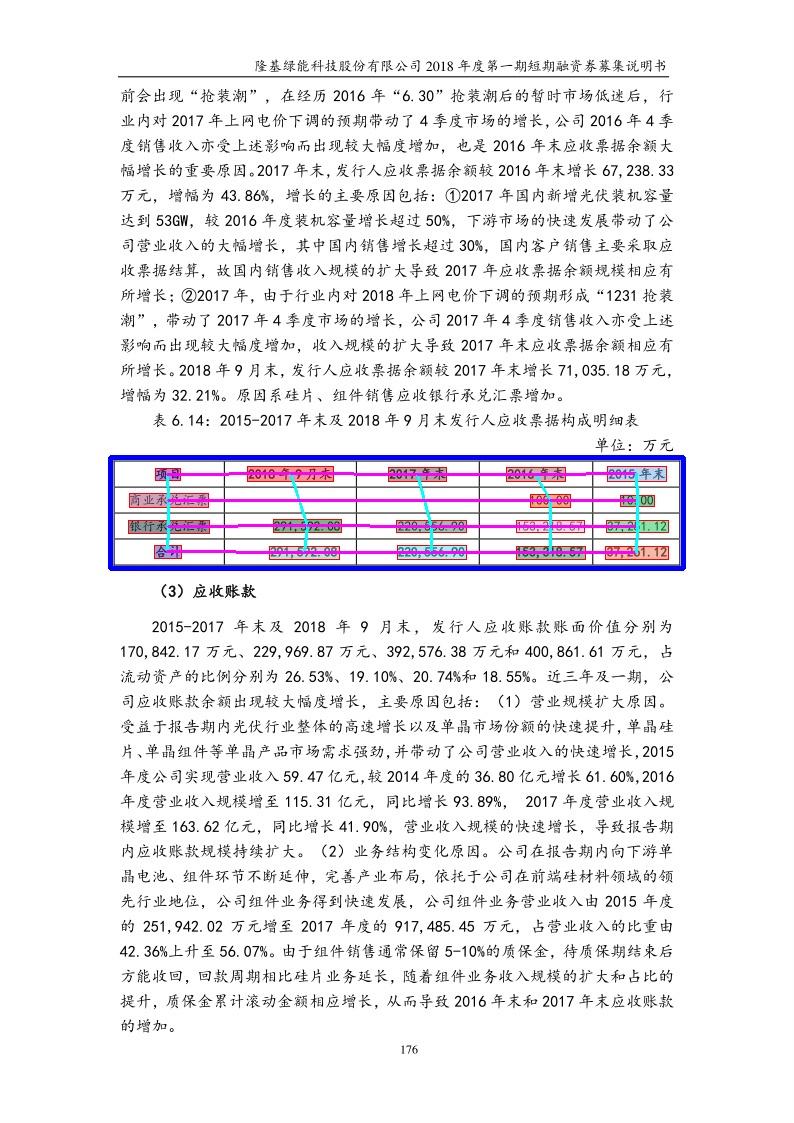 隆基绿能科技股份有限公司 2018 年度第一期短期融资券募集说明书
前会出现“抢装潮”，在经历 2016 年“6.30”抢装潮后的暂时市场低迷后，行
业内对 2017 年上网电价下调的预期带动了 4 季度市场的增长，公司 2016 年 4 季
度销售收入亦受上述影响而出现较大幅度增加，也是 2016 年末应收票据余额大
幅增长的重要原因。2017 年末，发行人应收票据余额较 2016 年末增长 67,238.33
万元，增幅为 43.86%，增长的主要原因包括：①2017 年国内新增光伏装机容量
达到 53GW，较 2016 年度装机容量增长超过 50%，下游市场的快速发展带动了公
司营业收入的大幅增长，其中国内销售增长超过 30%，国内客户销售主要采取应
收票据结算，故国内销售收入规模的扩大导致 2017 年应收票据余额规模相应有
所增长；②2017 年，由于行业内对 2018 年上网电价下调的预期形成“1231 抢装
潮”，带动了 2017 年 4 季度市场的增长，公司 2017 年 4 季度销售收入亦受上述
影响而出现较大幅度增加，收入规模的扩大导致 2017 年末应收票据余额相应有
所增长。2018 年 9 月末，发行人应收票据余额较 2017 年末增长 71,035.18 万元，
增幅为 32.21%。原因系硅片、组件销售应收银行承兑汇票增加。
表 6.14：2015-2017 年末及 2018 年 9 月末发行人应收票据构成明细表
单位：万元
项目 2018 年 9 月末 2017 年末 2016 年末 2015 年末
商业承兑汇票 100.00 10.00
银行承兑汇票 291,592.08 220,556.90 153,218.57
合计 291,592.08 220,556.90 153,318.57
（3）应收账款
2015-2017 年末及 2018 年 9 月末，发行人应收账款账面价值分别为
170,842.17 万元、229,969.87 万元、392,576.38 万元和 400,861.61 万元，占
流动资产的比例分别为 26.53%、19.10%、20.74%和 18.55%。近三年及一期，公
司应收账款余额出现较大幅度增长，主要原因包括：（1）营业规模扩大原因。
受益于报告期内光伏行业整体的高速增长以及单晶市场份额的快速提升，单晶硅
片、单晶组件等单晶产品市场需求强劲，并带动了公司营业收入的快速增长，2015
年度公司实现营业收入 59.47 亿元，较 2014 年度的 36.80 亿元增长 61.60%，2016
年度营业收入规模增至 115.31 亿元，同比增长 93.89%， 2017 年度营业收入规
模增至 163.62 亿元，同比增长 41.90%，营业收入规模的快速增长，导致报告期
内应收账款规模持续扩大。（2）业务结构变化原因。公司在报告期内向下游单
晶电池、组件环节不断延伸，完善产业布局，依托于公司在前端硅材料领域的领
先行业地位，公司组件业务得到快速发展，公司组件业务营业收入由 2015 年度
的 251,942.02 万元增至 2017 年度的 917,485.45 万元，占营业收入的比重由
42.36%上升至 56.07%。由于组件销售通常保留 5-10%的质保金，待质保期结束后
方能收回，回款周期相比硅片业务延长，随着组件业务收入规模的扩大和占比的
提升，质保金累计滚动金额相应增长，从而导致 2016 年末和 2017 年末应收账款
的增加。
176